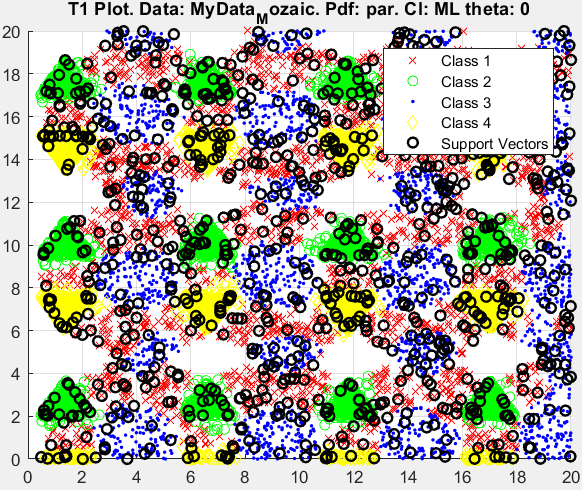 T1 Plot. Data: MyData_Mozaic. Pdf: par. Cl: ML theta: 0
20
18
16
14
12
10
8
6
4
2
0
Class 1
Class 2
Class 3
Class 4
Support Vectors
0 2 4 6 8 10 12 14 16 18 20